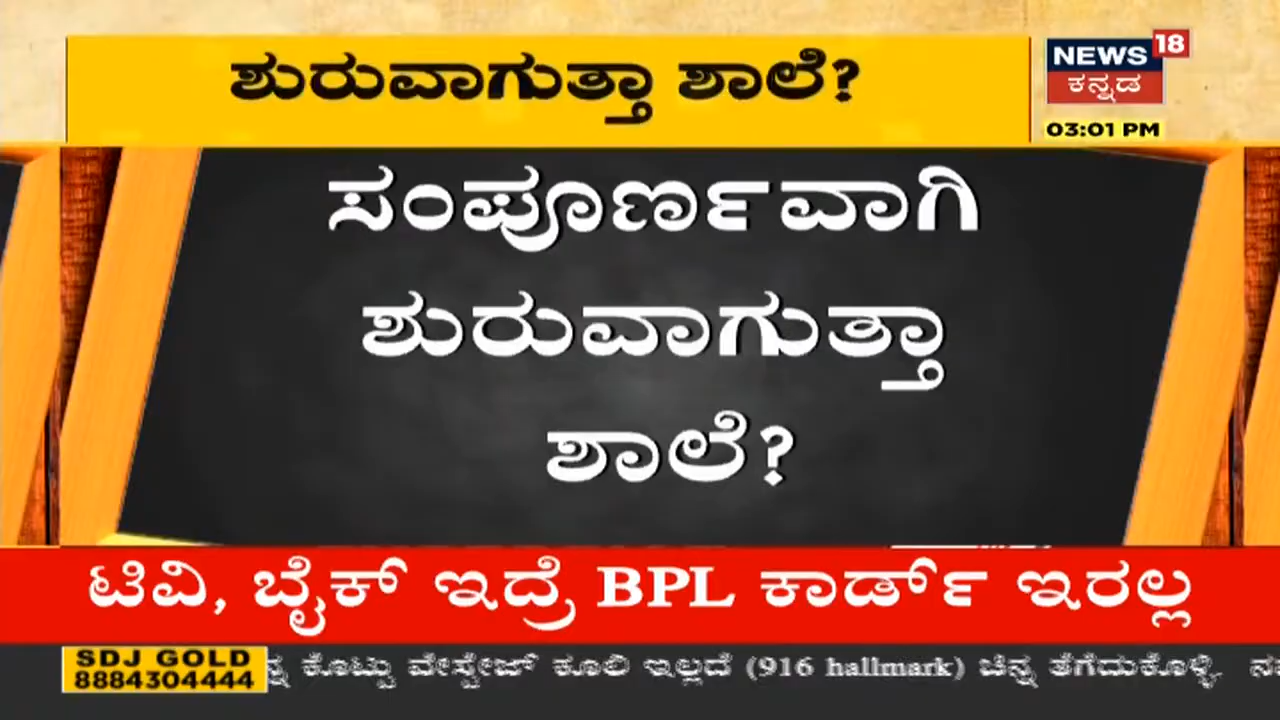 ಶುರುವಾಗುತ್ತಾ ಶಾಲೆ?
NEWS 18
ಕನ್ನಡ
03:01 PM
ಸಂಪೂರ್ಣವಾಗಿ
ಶುರುವಾಗುತ್ತಾ
ಶಾಲೆ?
ಟಿವಿ, ಬೈಕ್ ಇದ್ರೆ BPL ಕಾರ್ಡ್ ಇರಲ್ಲ
SDJ GOLD
8884304444
ಕೊಟ್ಟು ವೇಸ್ಟೇಜ್ ಕೂಲಿ ಇಲ್ಲದೆ (916 hallmark) ಚಿನ್ನ ತೆಗೆದುಕೊಳ್ಳಿ.